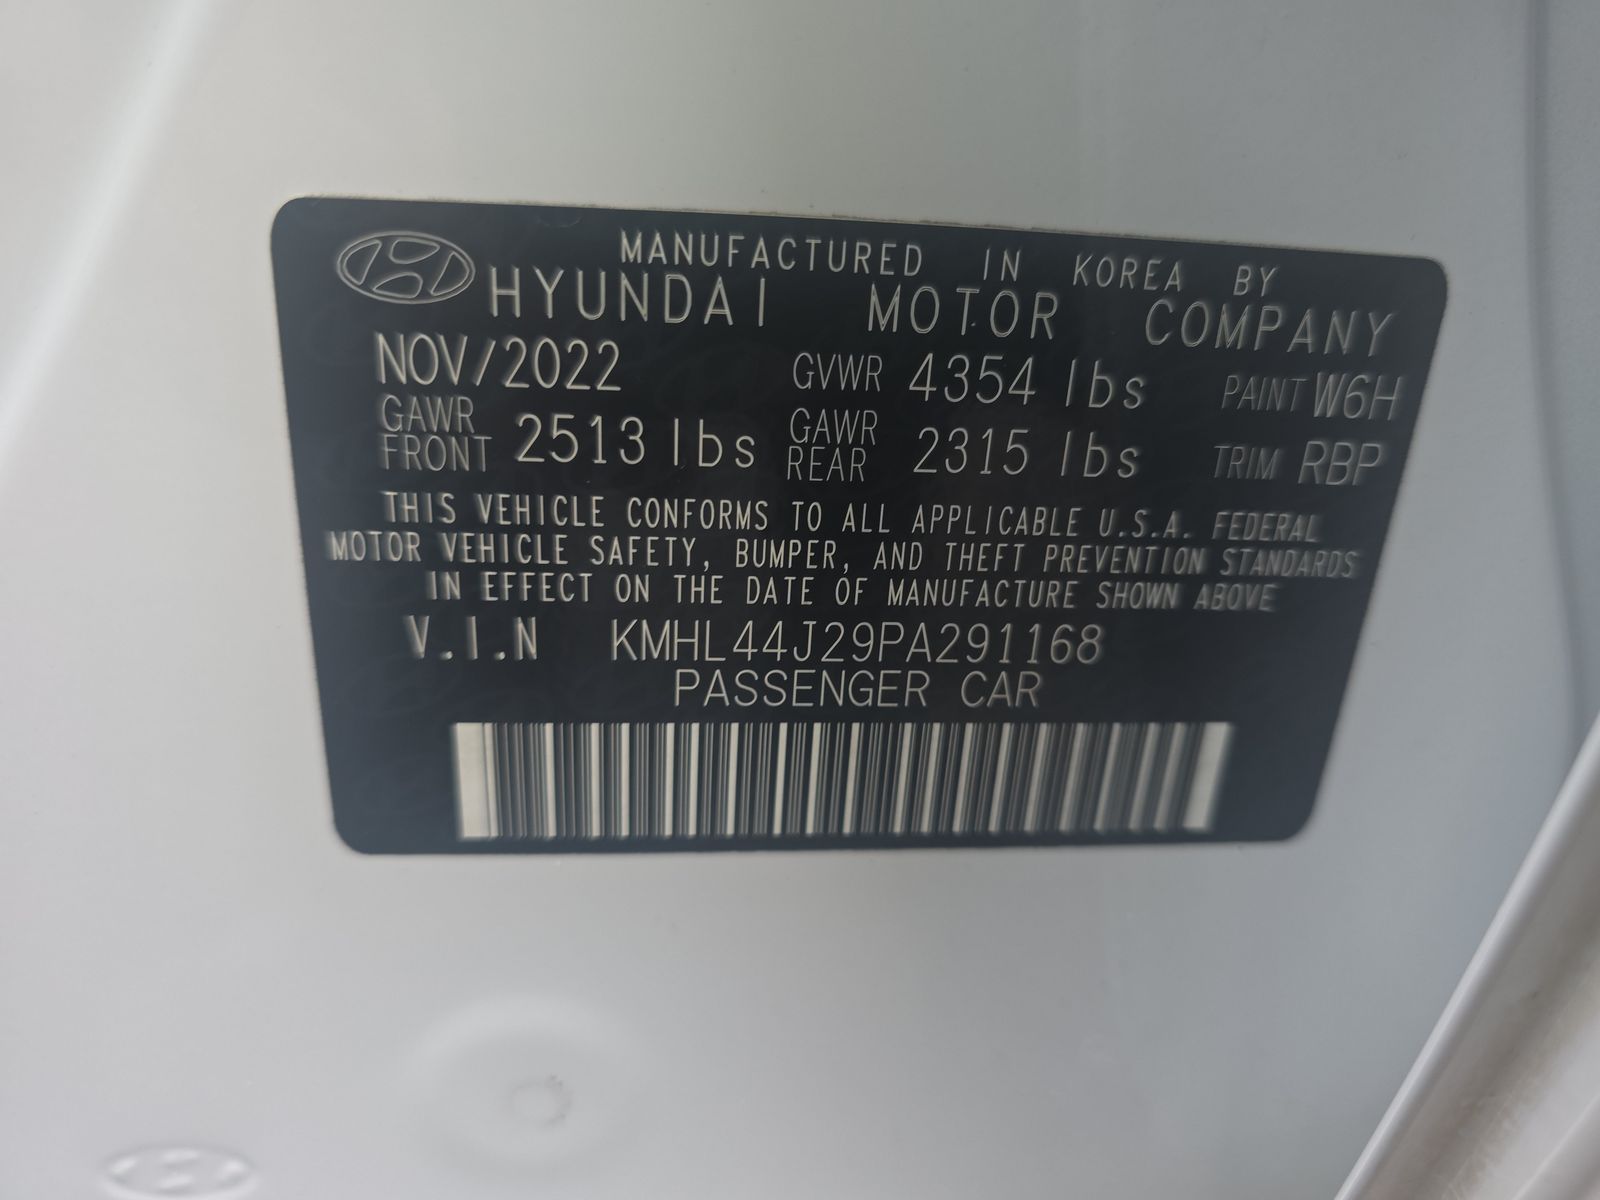 MANUFACTURED IN KOREA BY
HYUNDAI MOTOR COMPANY
NOV/2022 GVWR 4354 lbs PAINT W6H
GAWR FRONT 2513 lbs GAWR REAR 2315 lbs TRIM RBP
THIS VEHICLE CONFORMS TO ALL APPLICABLE U.S.A. FEDERAL
MOTOR VEHICLE SAFETY, BUMPER, AND THEFT PREVENTION STANDARDS
IN EFFECT ON THE DATE OF MANUFACTURE SHOWN ABOVE
V.I.N KMHL44J29PA291168
PASSENGER CAR